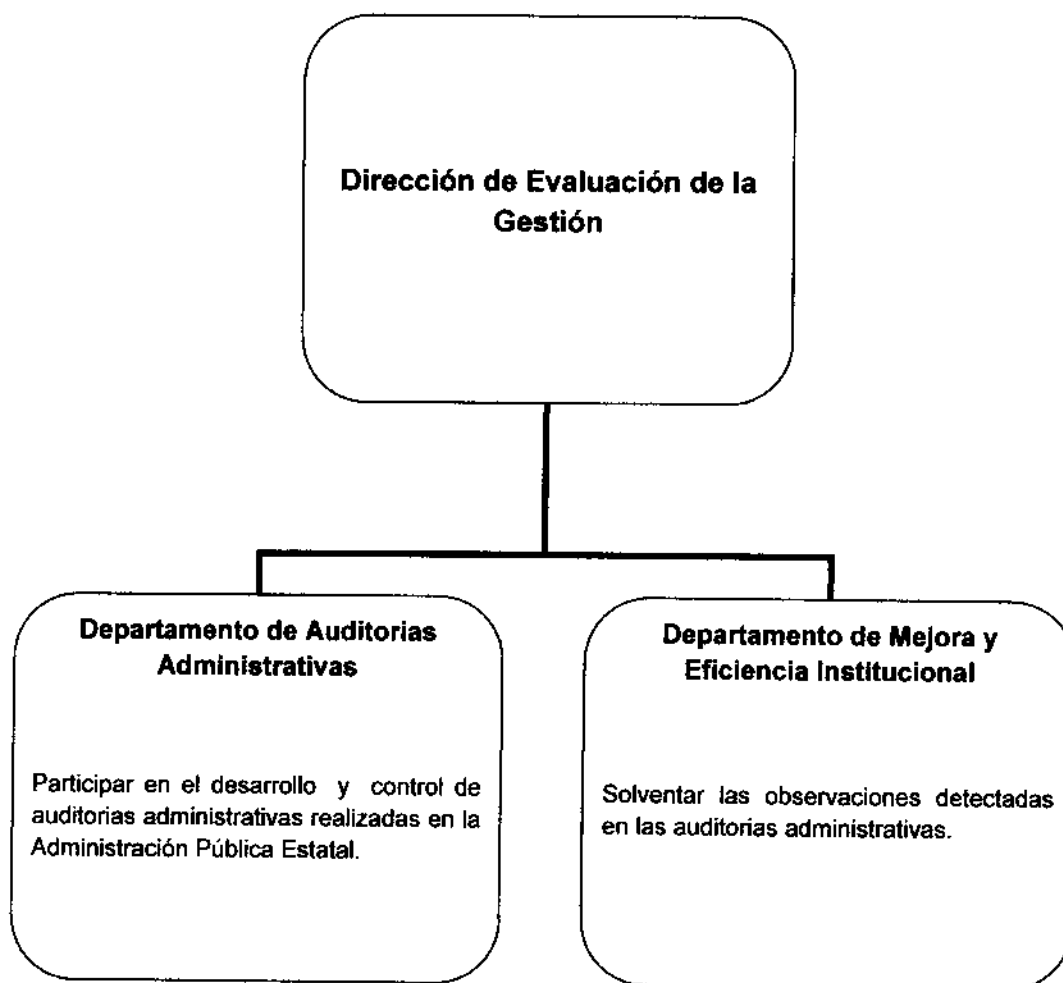 Dirección de Evaluación de la
Gestión
Departamento de Auditorias
Administrativas
Participar en el desarrollo y control de
auditorias administrativas realizadas en la
Administración Pública Estatal.
Departamento de Mejora y
Eficiencia Institucional
Solventar las observaciones detectadas
en las auditorias administrativas.